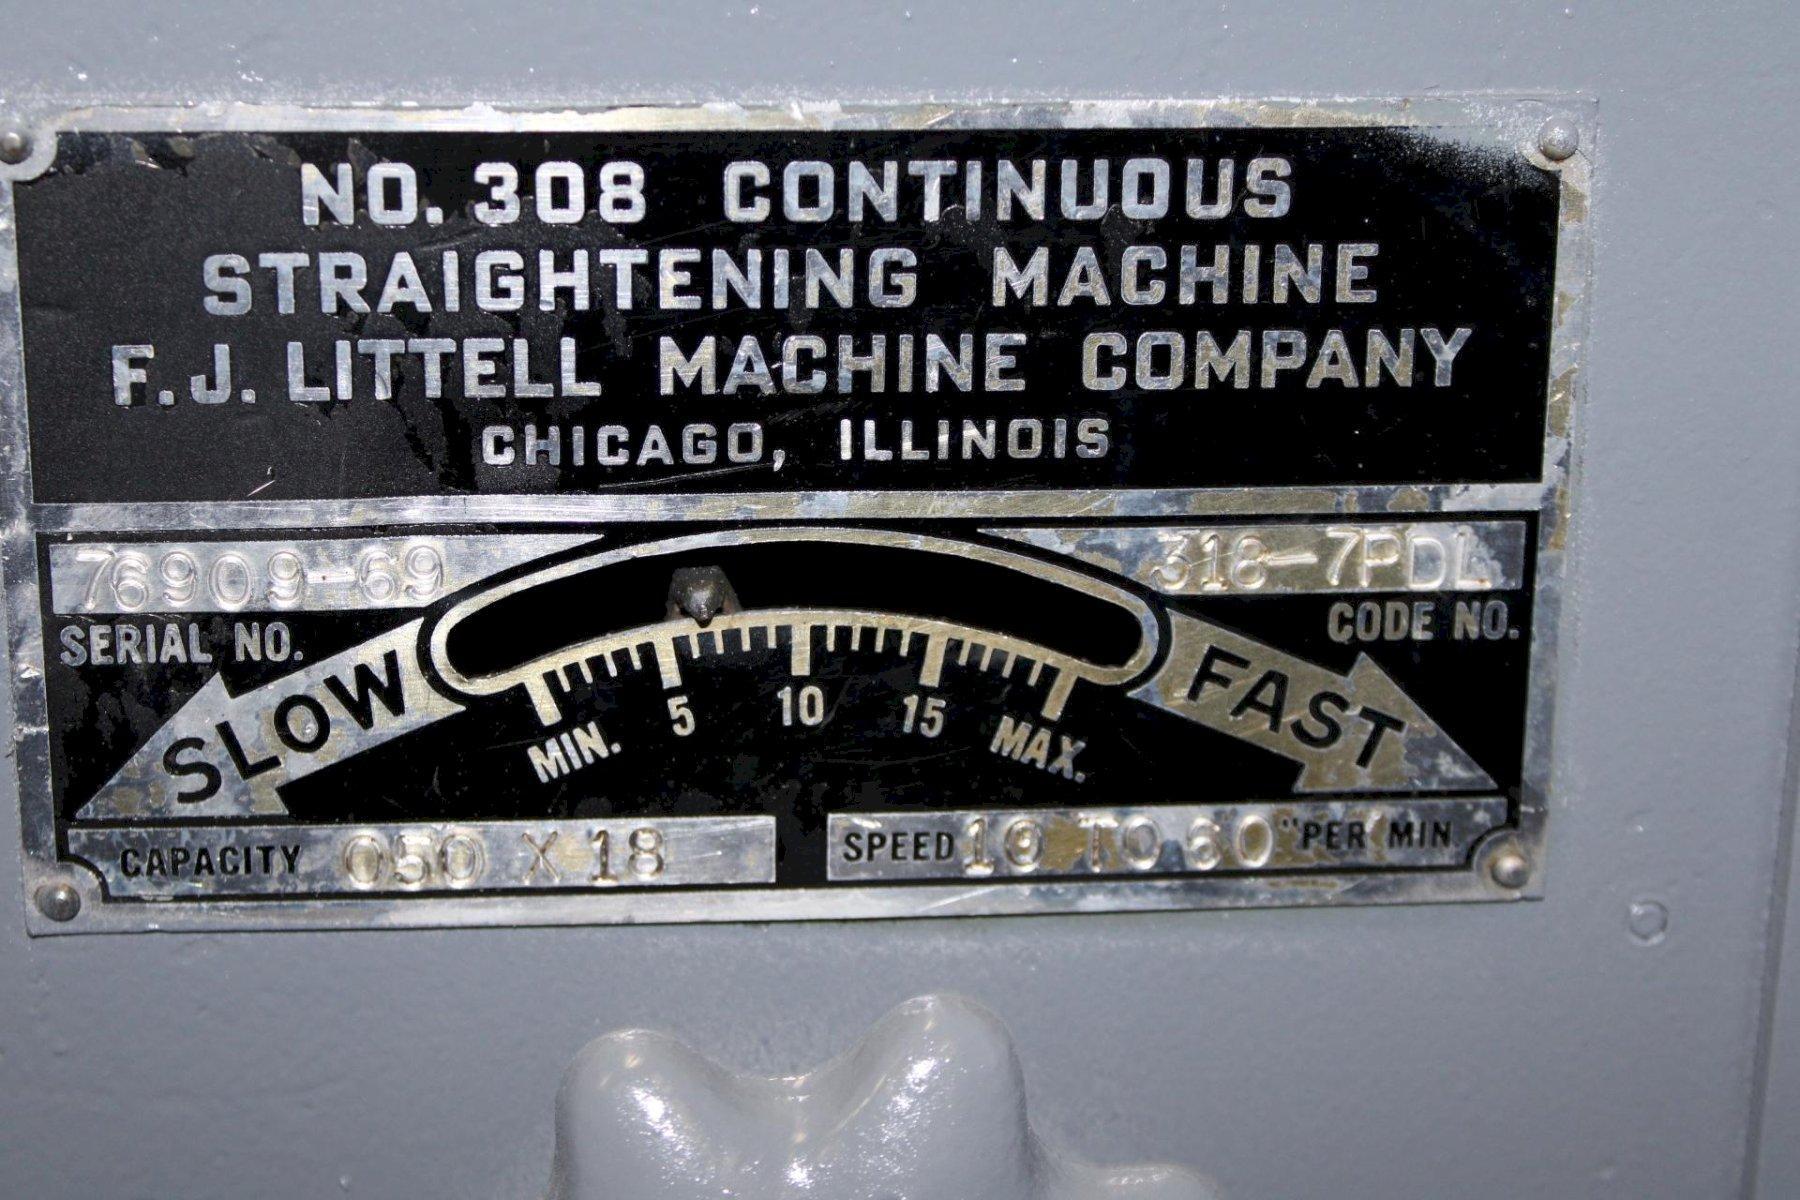 NO. 308 CONTINUOUS
STRAIGHTENING MACHINE
F. J. LITTELL MACHINE COMPANY
CHICAGO, ILLINOIS
76909-69
SERIAL NO.
318-7PDL
CODE NO.
SLOW
MIN. 5 10 15 MAX.
FAST
CAPACITY 050 X 18
SPEED 10 TO 60 "PER MIN.